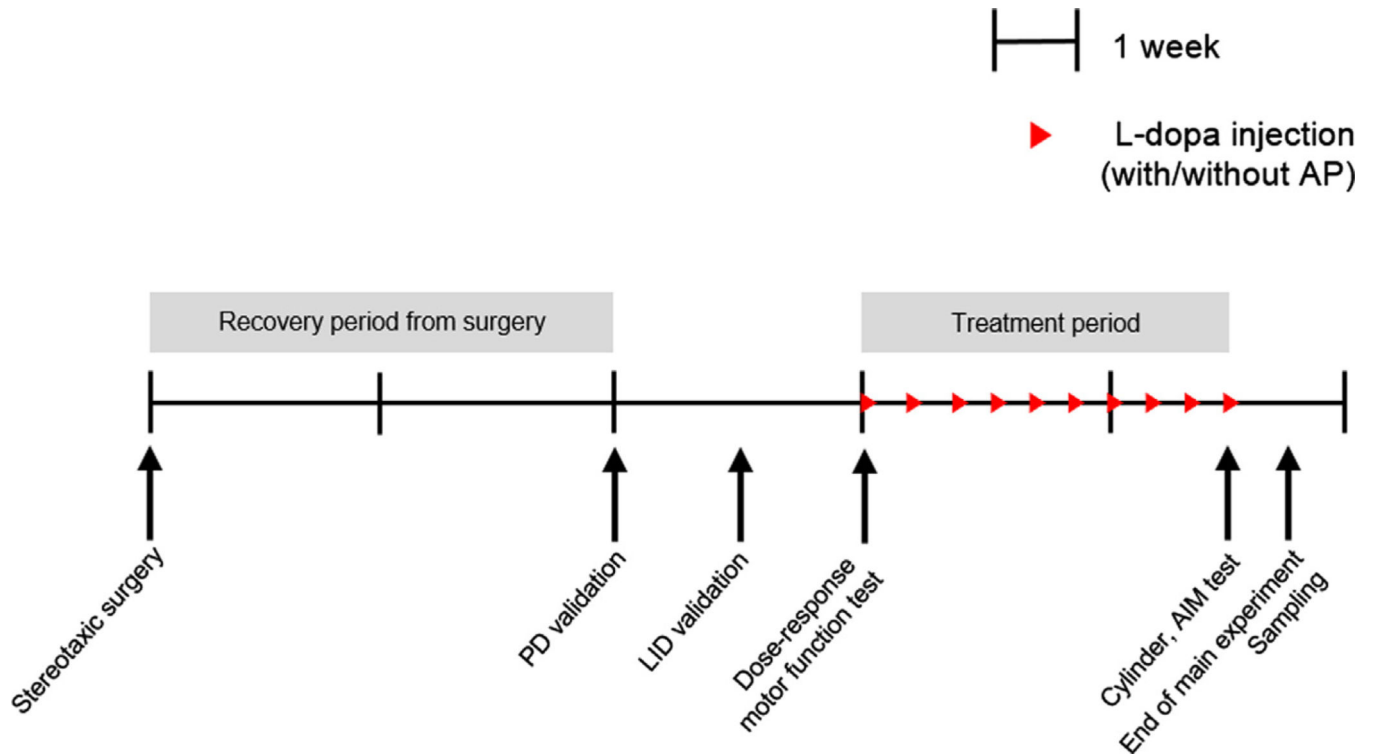 1 week
L-dopa injection
(with/without AP)
Recovery period from surgery
Treatment period
Stereotaxic surgery
PD validation
LID validation
Dose-response
motor function test
Cylinder, AIM test
End of main experiment
Sampling